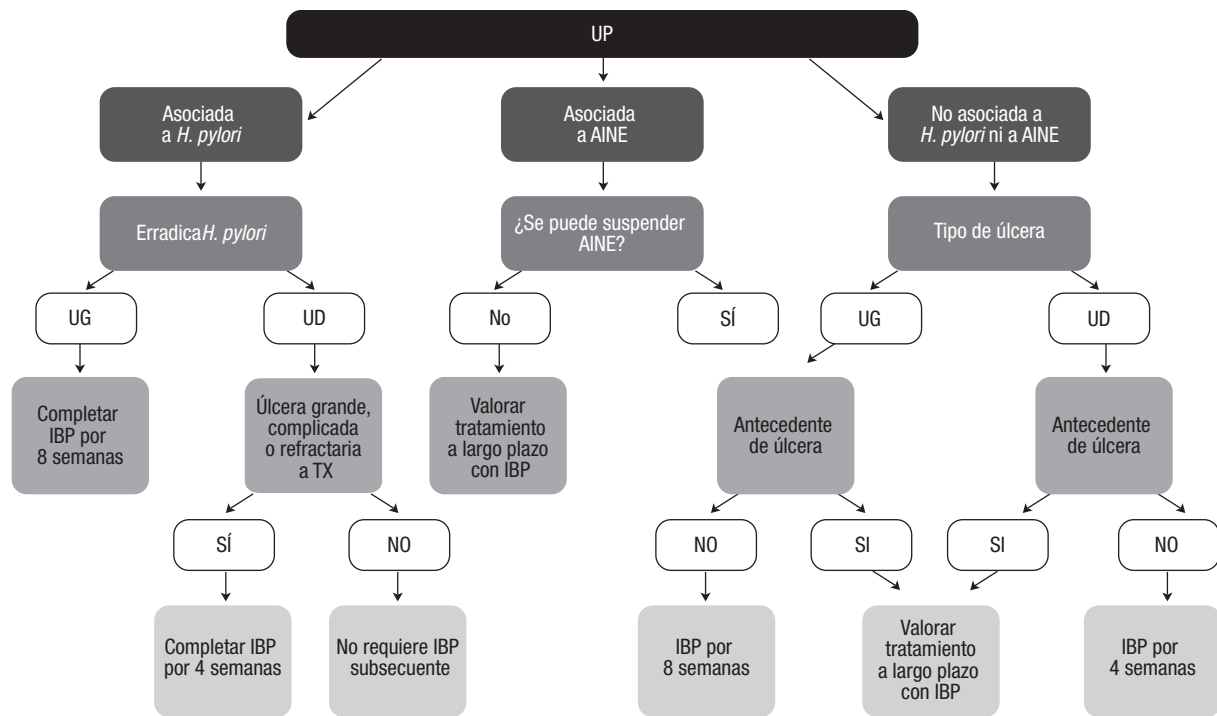 UP
Asociada
a H. pylori
Asociada
a AINE
No asociada a
H. pylori ni a AINE
ErradicaH. pylori
¿Se puede suspender
AINE?
Tipo de úlcera
UG
UD
No
SÍ
UG
UD
Completar
IBP por
8 semanas
Úlcera grande,
complicada
o refractaria
a TX
Valorar
tratamiento
a largo plazo
con IBP
Antecedente
de úlcera
Antecedente
de úlcera
SÍ
NO
NO
SI
SI
NO
Completar IBP
por 4 semanas
No requiere IBP
subsecuente
IBP por
8 semanas
Valorar
tratamiento
a largo plazo
con IBP
IBP por
4 semanas